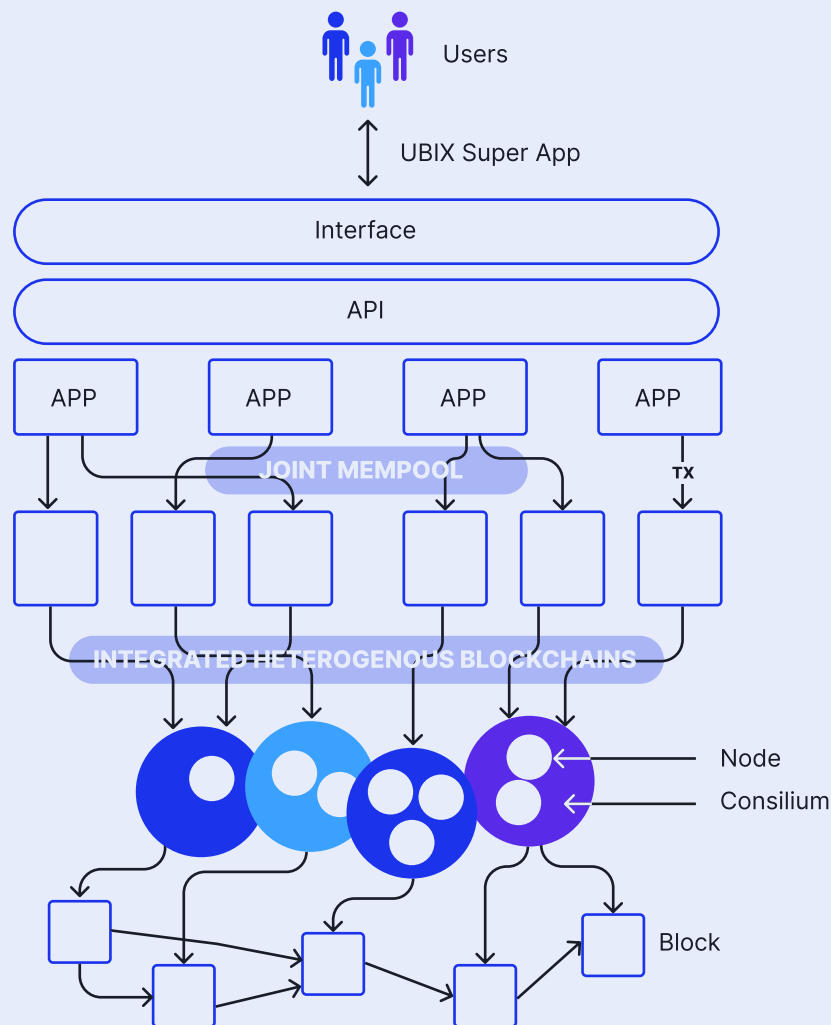 Users
UBIX Super App
Interface
API
APP
APP
APP
APP
JOINT MEMPOOL
TX
INTEGRATED HETEROGENOUS BLOCKCHAINS
Node
Consilium
Block